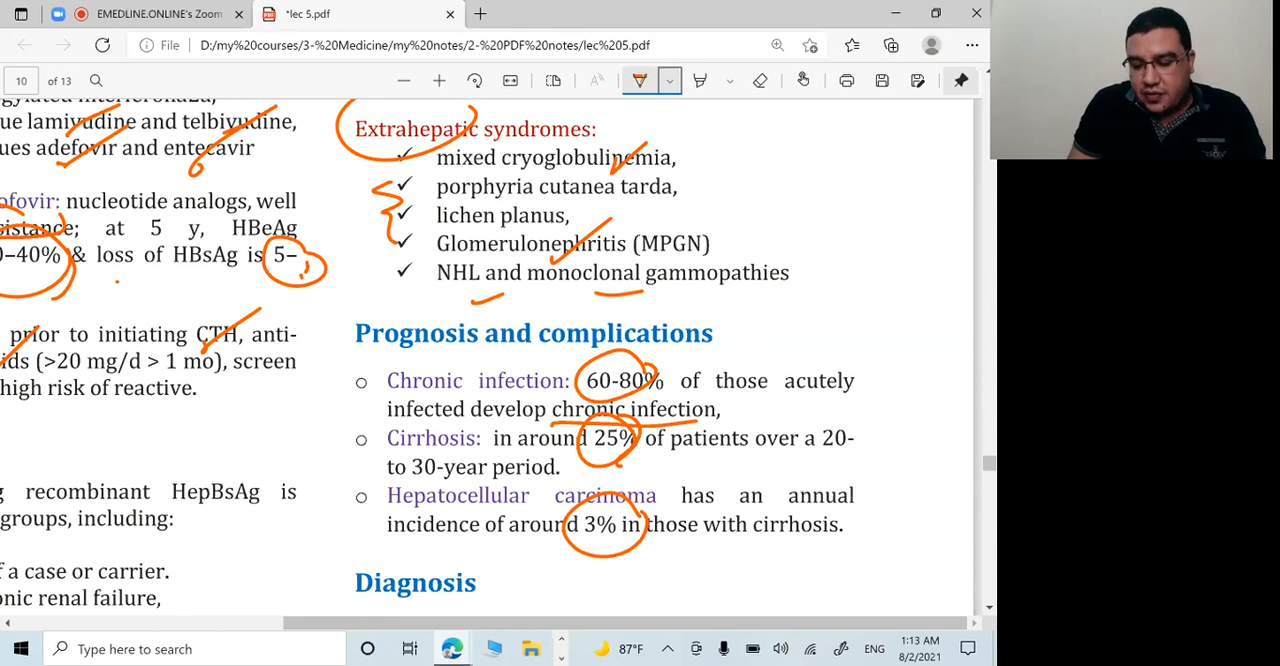 EMEDLINE.ONLINE's Zoom
*lec 5.pdf
File
D:/my%20courses/3-%20Medicine/my%20notes/2-%20PDF%20notes/lec%205.pdf
10 of 13
ue lamivudine and telbivudine,
ues adefovir and entecavir
ofovir: nucleotide analogs, well
sistance; at 5 y, HBeAg
0–40% & loss of HBsAg is 5–
prior to initiating CTH, anti-
ids (>20 mg/d > 1 mo), screen
high risk of reactive.
g recombinant HepBsAg is
groups, including:
f a case or carrier.
onic renal failure,
Extrahepatic syndromes:
✓ mixed cryoglobulinemia,
✓ porphyria cutanea tarda,
✓ lichen planus,
✓ Glomerulonephritis (MPGN)
✓ NHL and monoclonal gammopathies
Prognosis and complications
o Chronic infection: 60-80% of those acutely
infected develop chronic infection,
o Cirrhosis: in around 25% of patients over a 20-
to 30-year period.
o Hepatocellular carcinoma has an annual
incidence of around 3% in those with cirrhosis.
Diagnosis
Type here to search
87°F
ENG
1:13 AM
8/2/2021